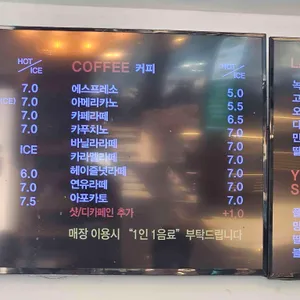 HOT
/ICE
7.0
ICE) 7.0
7.0
7.0
ICE
6.0
7.0
7.5
COFFEE 커피
HOT
/ICE
에스프레소 5.0
아메리카노 5.5
카페라떼 6.5
카푸치노 7.0
바닐라라떼 7.0
카라멜라떼 7.0
헤이즐넛라떼 7.0
연유라떼 7.0
아포카토 7.0
샷/디카페인 추가 +1.0
매장 이용시 “1인 1음료” 부탁드립니다